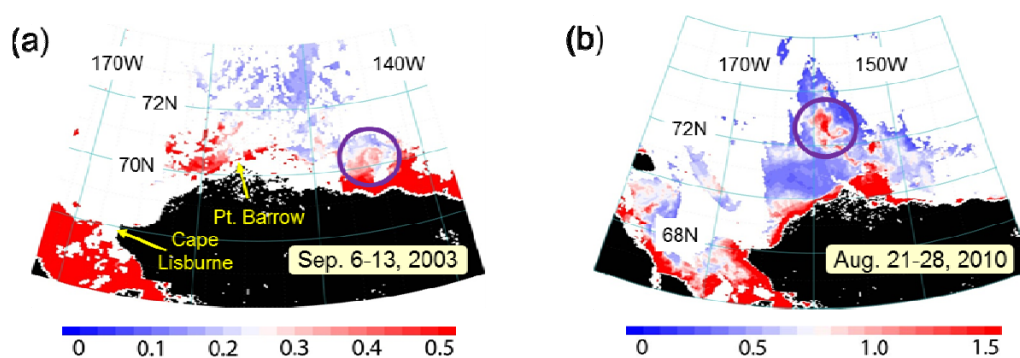 (a)
170W
140W
72N
70N
Pt. Barrow
Cape
Lisburne
Sep. 6-13, 2003
0 0.1 0.2 0.3 0.4 0.5
(b)
170W
150W
72N
68N
Aug. 21-28, 2010
0 0.5 1.0 1.5